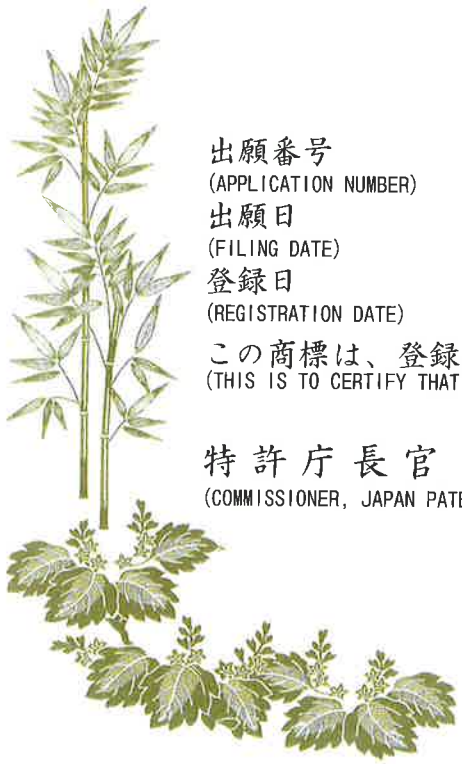 出願番号
(APPLICATION NUMBER)
出願日
(FILING DATE)
登録日
(REGISTRATION DATE)
この商標は、登録
(THIS IS TO CERTIFY THAT
特許庁長官
(COMMISSIONER, JAPAN PATE